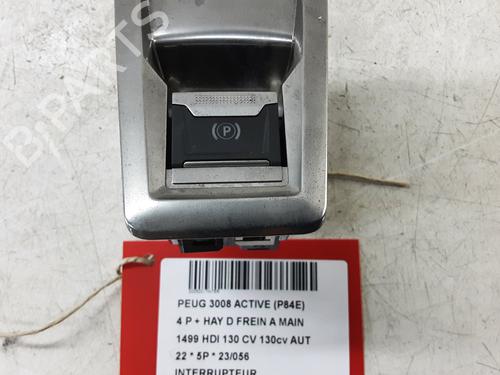 B-PARTS
(P)
PEUG 3008 ACTIVE (P84E)
4 P + HAY D FREIN A MAIN
1499 HDI 130 CV 130cv AUT
22 * 5P * 23/056
INTERRUPTEUR